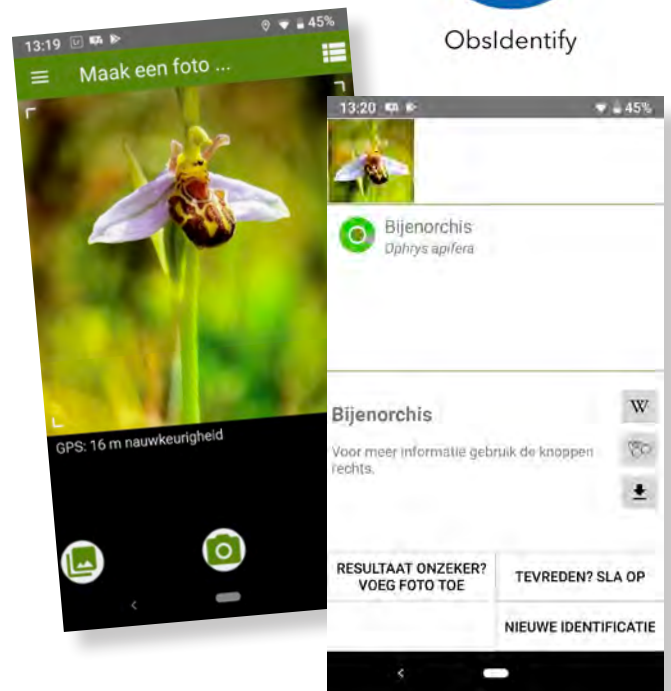 ObsIdentify
13:19
45%
Maak een foto ...
GPS: 16 m nauwkeurigheid
13:20
45%
Bijenorchis
Ophrys apifera
Bijenorchis
W
Voor meer informatie gebruik de knoppen
rechts.
RESULTAAT ONZEKER?
VOEG FOTO TOE
TEVREDEN? SLA OP
NIEUWE IDENTIFICATIE